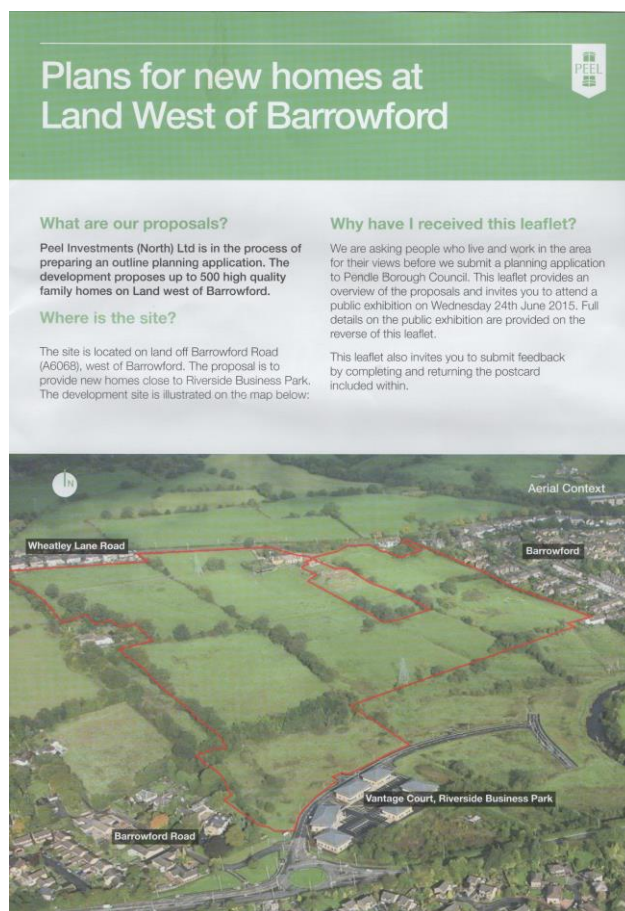 Plans for new homes at
Land West of Barrowford
PEEL
What are our proposals?
Peel Investments (North) Ltd is in the process of
preparing an outline planning application. The
development proposes up to 500 high quality
family homes on Land west of Barrowford.
Where is the site?
The site is located on land off Barrowford Road
(A6068), west of Barrowford. The proposal is to
provide new homes close to Riverside Business Park.
The development site is illustrated on the map below:
Why have I received this leaflet?
We are asking people who live and work in the area
for their views before we submit a planning application
to Pendle Borough Council. This leaflet provides an
overview of the proposals and invites you to attend a
public exhibition on Wednesday 24th June 2015. Full
details on the public exhibition are provided on the
reverse of this leaflet.
This leaflet also invites you to submit feedback
by completing and returning the postcard
included within.
N
Aerial Context
Wheatley Lane Road
Barrowford
Vantage Court, Riverside Business Park
Barrowford Road